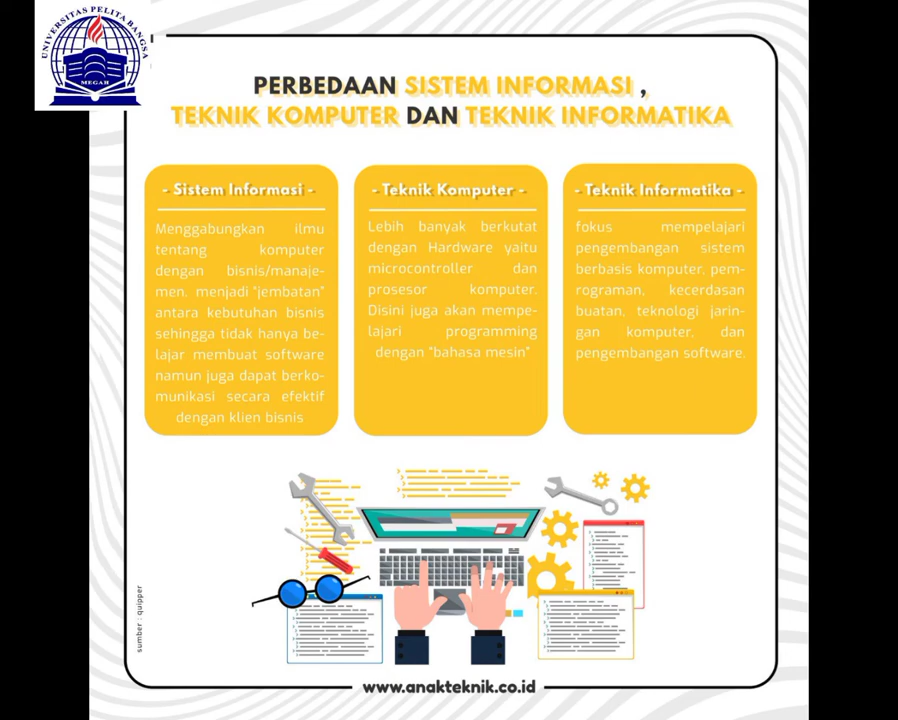 UNIVERSITAS PELITA BANGSA
MEGAH
PERBEDAAN SISTEM INFORMASI ,
TEKNIK KOMPUTER DAN TEKNIK INFORMATIKA
- Sistem Informasi -
Menggabungkan ilmu
tentang komputer
dengan bisnis/manaje-
men, menjadi "jembatan"
antara kebutuhan bisnis
sehingga tidak hanya be-
lajar membuat software
namun juga dapat berko-
munikasi secara efektif
dengan klien bisnis
- Teknik Komputer -
Lebih banyak berkutat
dengan Hardware yaitu
microcontroller dan
prosesor komputer.
Disini juga akan mempe-
lajari programming
dengan "bahasa mesin"
- Teknik Informatika -
fokus mempelajari
pengembangan sistem
berbasis komputer, pem-
rograman, kecerdasan
buatan, teknologi jarin-
gan komputer, dan
pengembangan software.
sumber : quipper
www.anakteknik.co.id